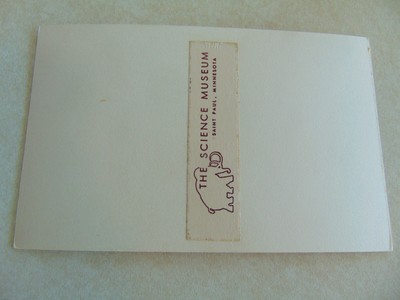 THE SCIENCE MUSEUM
SAINT PAUL, MINNESOTA